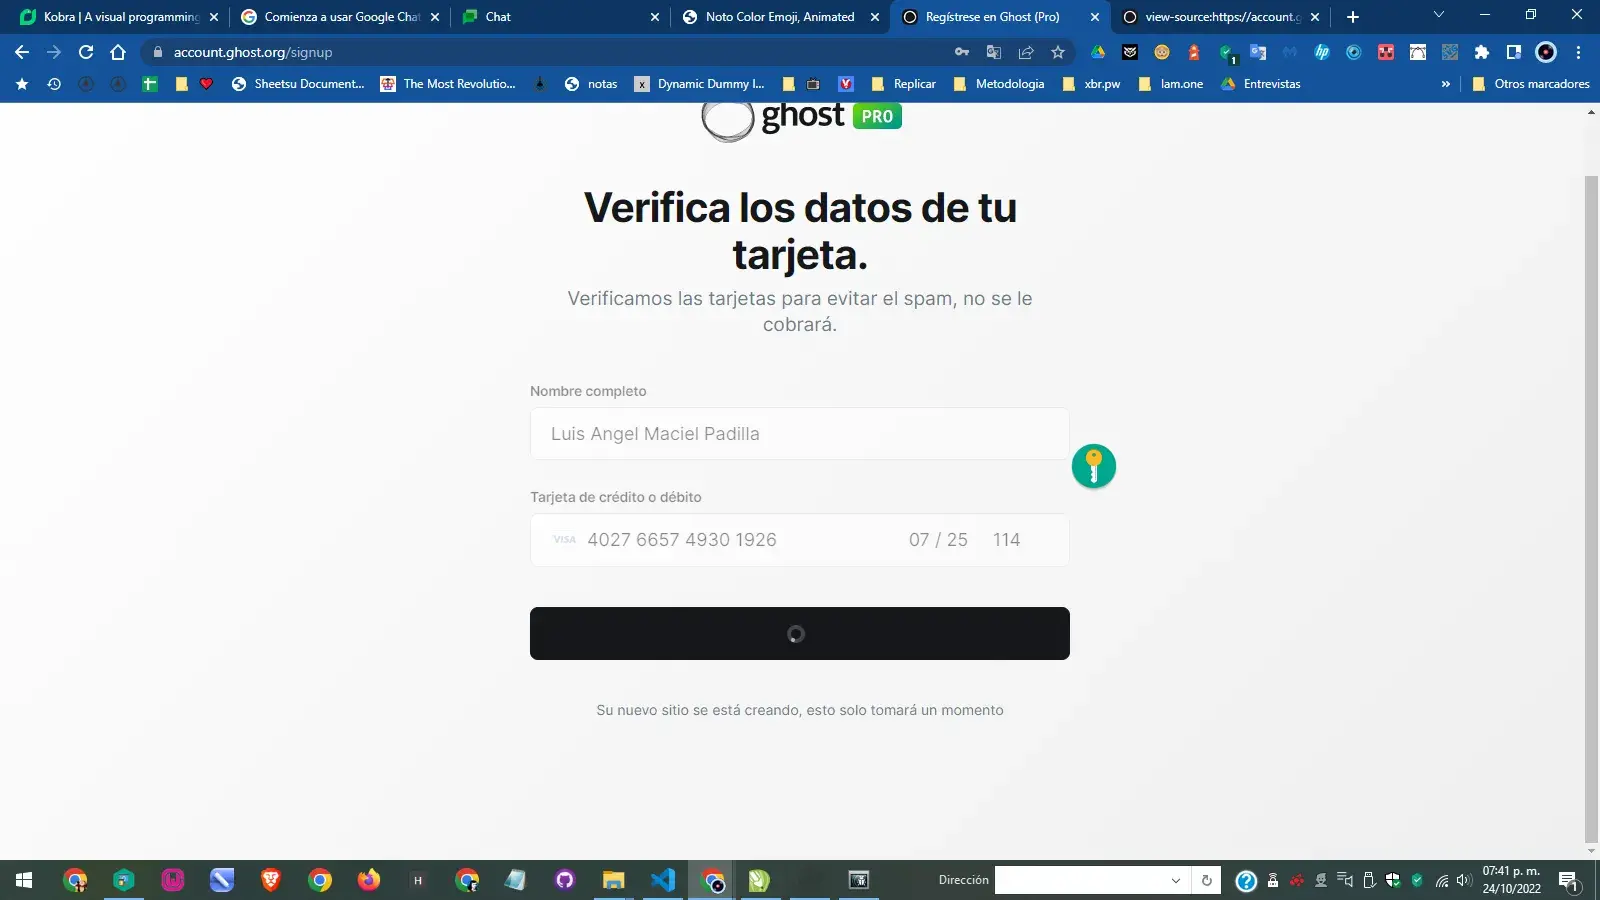 Kobra | A visual programming
Comienza a usar Google Chat
Chat
Noto Color Emoji, Animated
Regístrese en Ghost (Pro)
view-source:https://account.g
account.ghost.org/signup
Sheetsu Document...
The Most Revolutio...
notas
Dynamic Dummy I...
Replicar
Metodologia
xbr.pw
lam.one
Entrevistas
»
Otros marcadores
ghost PRO
Verifica los datos de tu
tarjeta.
Verificamos las tarjetas para evitar el spam, no se le
cobrará.
Nombre completo
Luis Angel Maciel Padilla
Tarjeta de crédito o débito
VISA 4027 6657 4930 1926 07 / 25 114
Su nuevo sitio se está creando, esto solo tomará un momento
Dirección
07:41 p. m.
24/10/2022
1